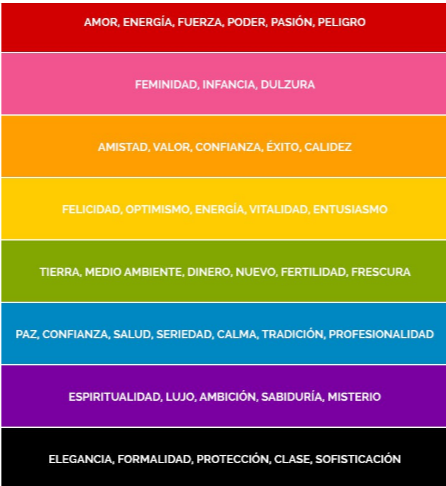 AMOR, ENERGÍA, FUERZA, PODER, PASIÓN, PELIGRO
FEMINIDAD, INFANCIA, DULZURA
AMISTAD, VALOR, CONFIANZA, ÉXITO, CALIDEZ
FELICIDAD, OPTIMISMO, ENERGÍA, VITALIDAD, ENTUSIASMO
TIERRA, MEDIO AMBIENTE, DINERO, NUEVO, FERTILIDAD, FRESCURA
PAZ, CONFIANZA, SALUD, SERIEDAD, CALMA, TRADICIÓN, PROFESIONALIDAD
ESPIRITUALIDAD, LUJO, AMBICIÓN, SABIDURÍA, MISTERIO
ELEGANCIA, FORMALIDAD, PROTECCIÓN, CLASE, SOFISTICACIÓN